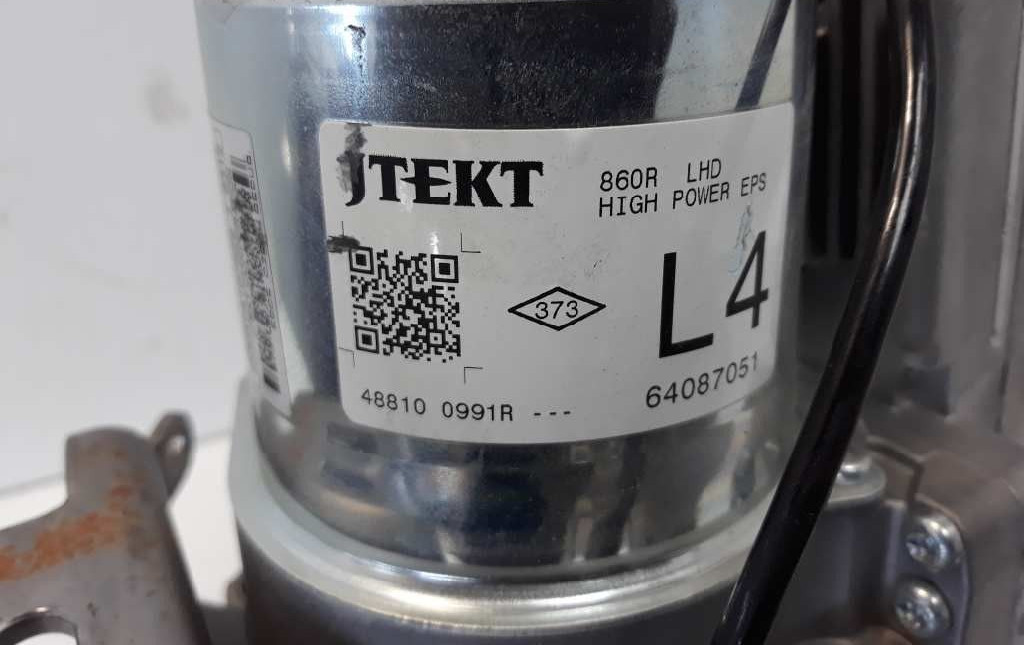 JTEKT
860R LHD
HIGH POWER EPS
373
L4
48810 0991R ---
64087051